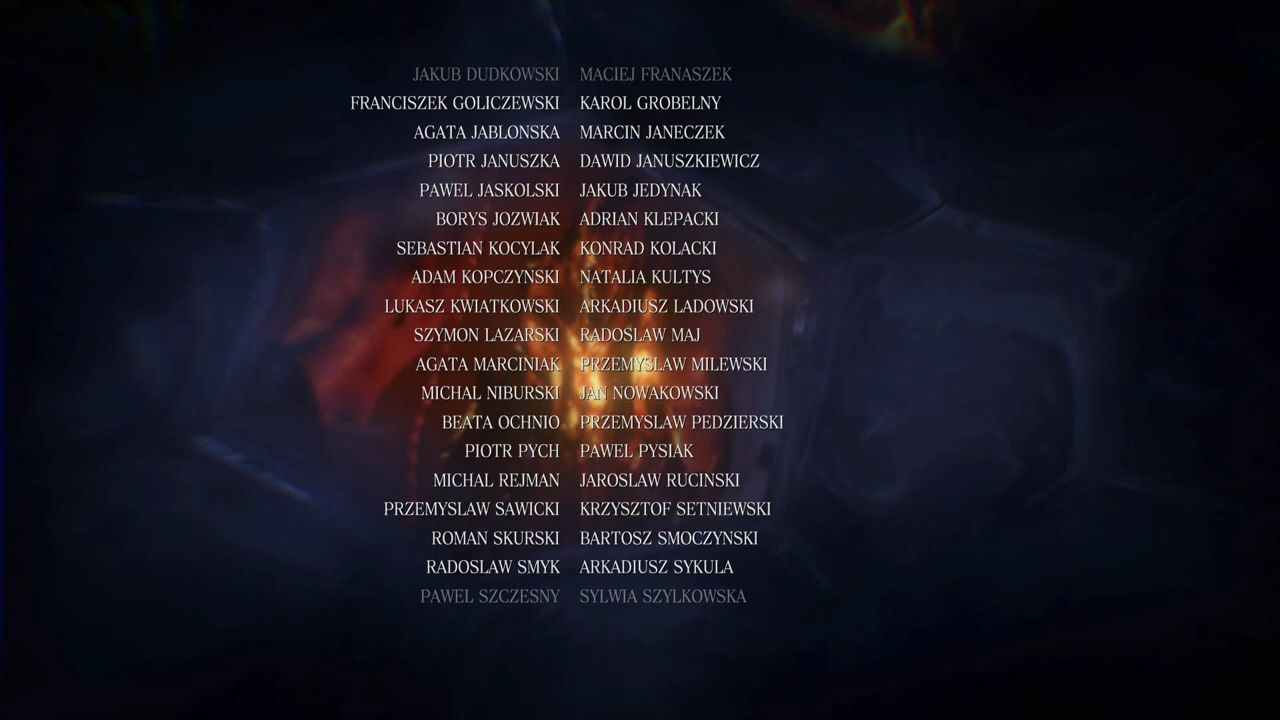 JAKUB DUDKOWSKI MACIEJ FRANASZEK
FRANCISZEK GOLICZEWSKI KAROL GROBELNY
AGATA JABLONSKA MARCIN JANECZEK
PIOTR JANUSZKA DAWID JANUSZKIEWICZ
PAWEL JASKOLSKI JAKUB JEDYNAK
BORYS JOZWIAK ADRIAN KLEPACKI
SEBASTIAN KOCYLAK KONRAD KOLACKI
ADAM KOPCZYNSKI NATALIA KULTYS
LUKASZ KWIATKOWSKI ARKADIUSZ LADOWSKI
SZYMON LAZARSKI RADOSLAW MAJ
AGATA MARCINIAK PRZEMYSLAW MILEWSKI
MICHAL NIBURSKI JAN NOWAKOWSKI
BEATA OCHNIO PRZEMYSLAW PEDZIERSKI
PIOTR PYCH PAWEL PYSIAK
MICHAL REJMAN JAROSLAW RUCINSKI
PRZEMYSLAW SAWICKI KRZYSZTOF SETNIEWSKI
ROMAN SKURSKI BARTOSZ SMOCZYNSKI
RADOSLAW SMYK ARKADIUSZ SYKULA
PAWEL SZCZESNY SYLWIA SZYLKOWSKA